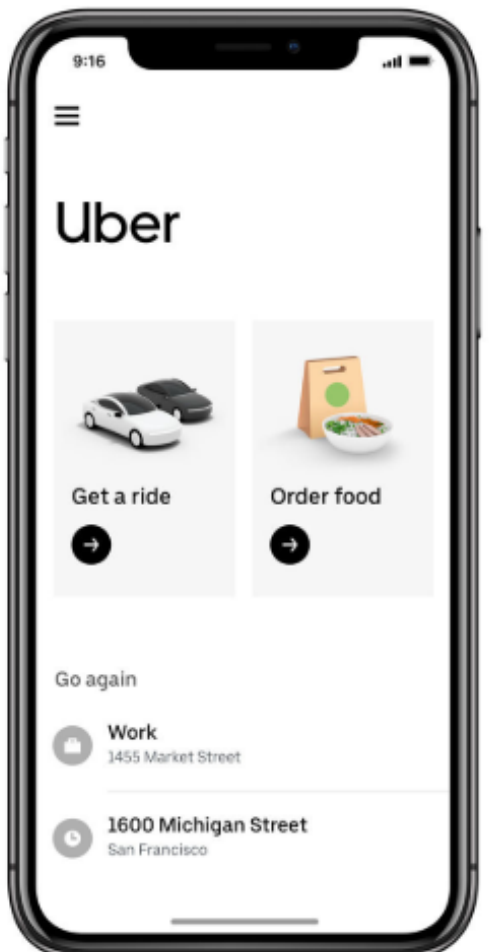 9:16
Uber
Get a ride
Order food
Go again
Work
1455 Market Street
1600 Michigan Street
San Francisco